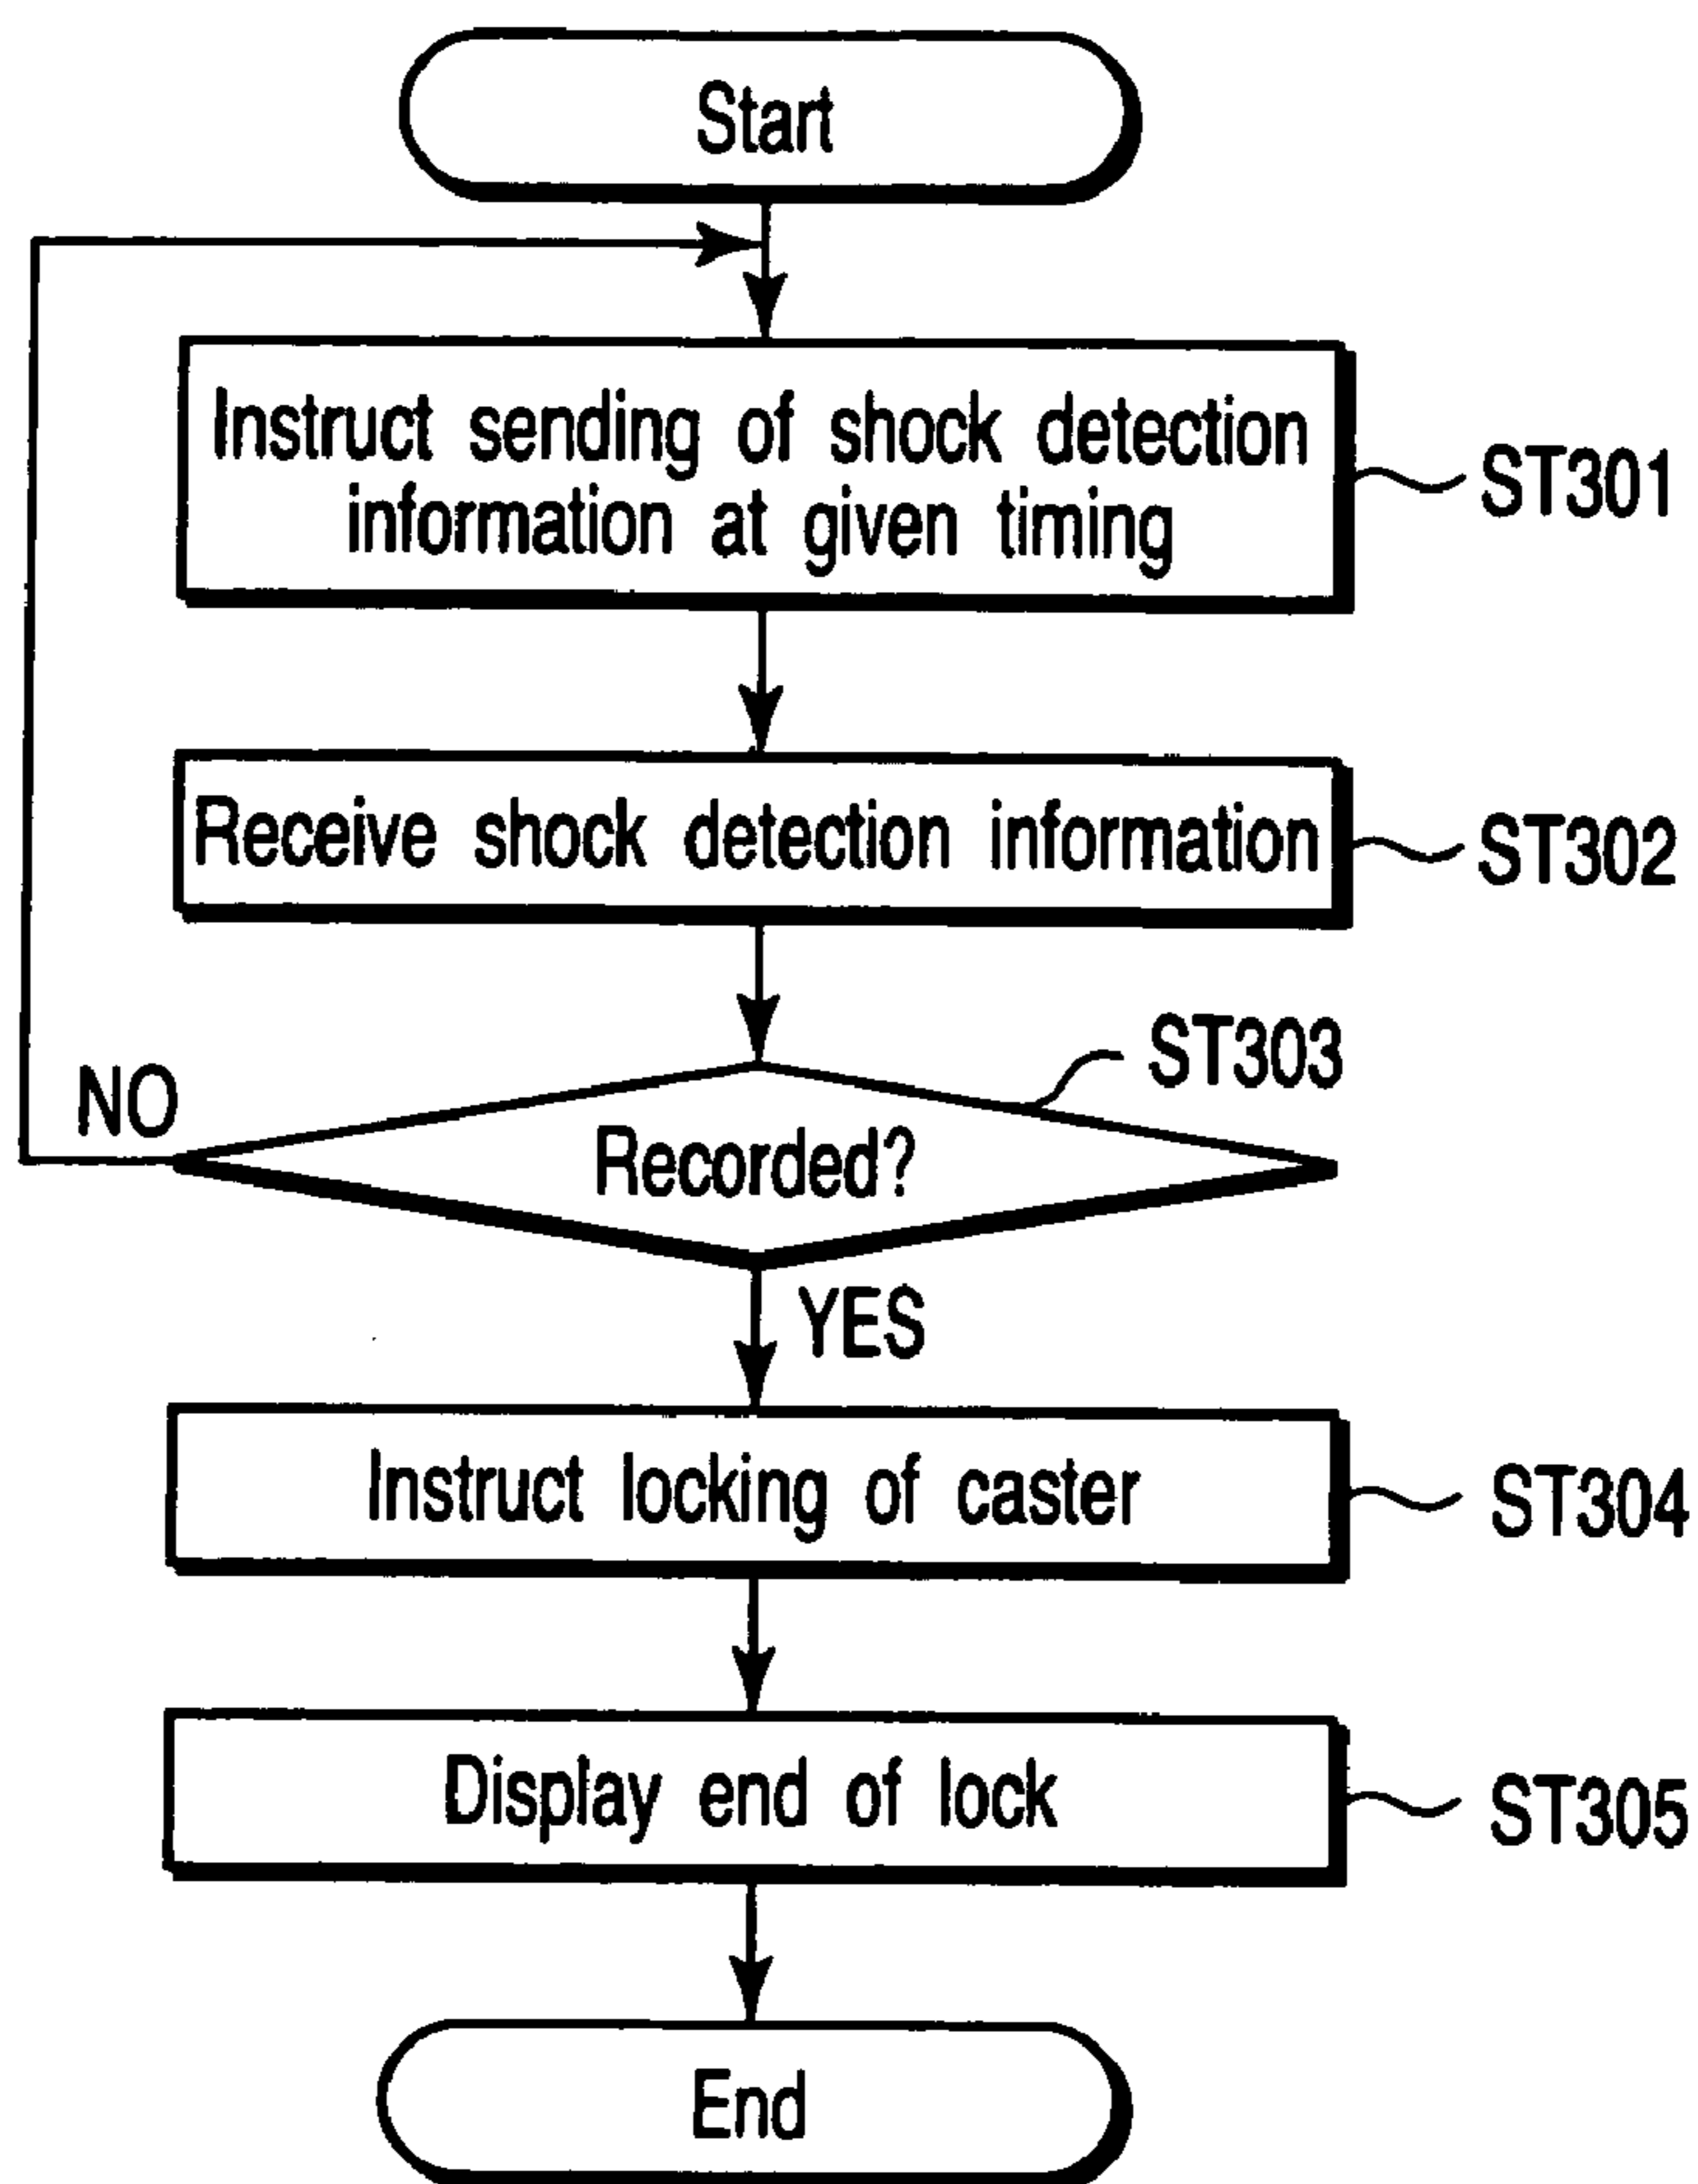 Start
Instruct sending of shock detection
information at given timing
ST301
Receive shock detection information
ST302
ST303
NO
Recorded?
YES
Instruct locking of caster
ST304
Display end of lock
ST305
End